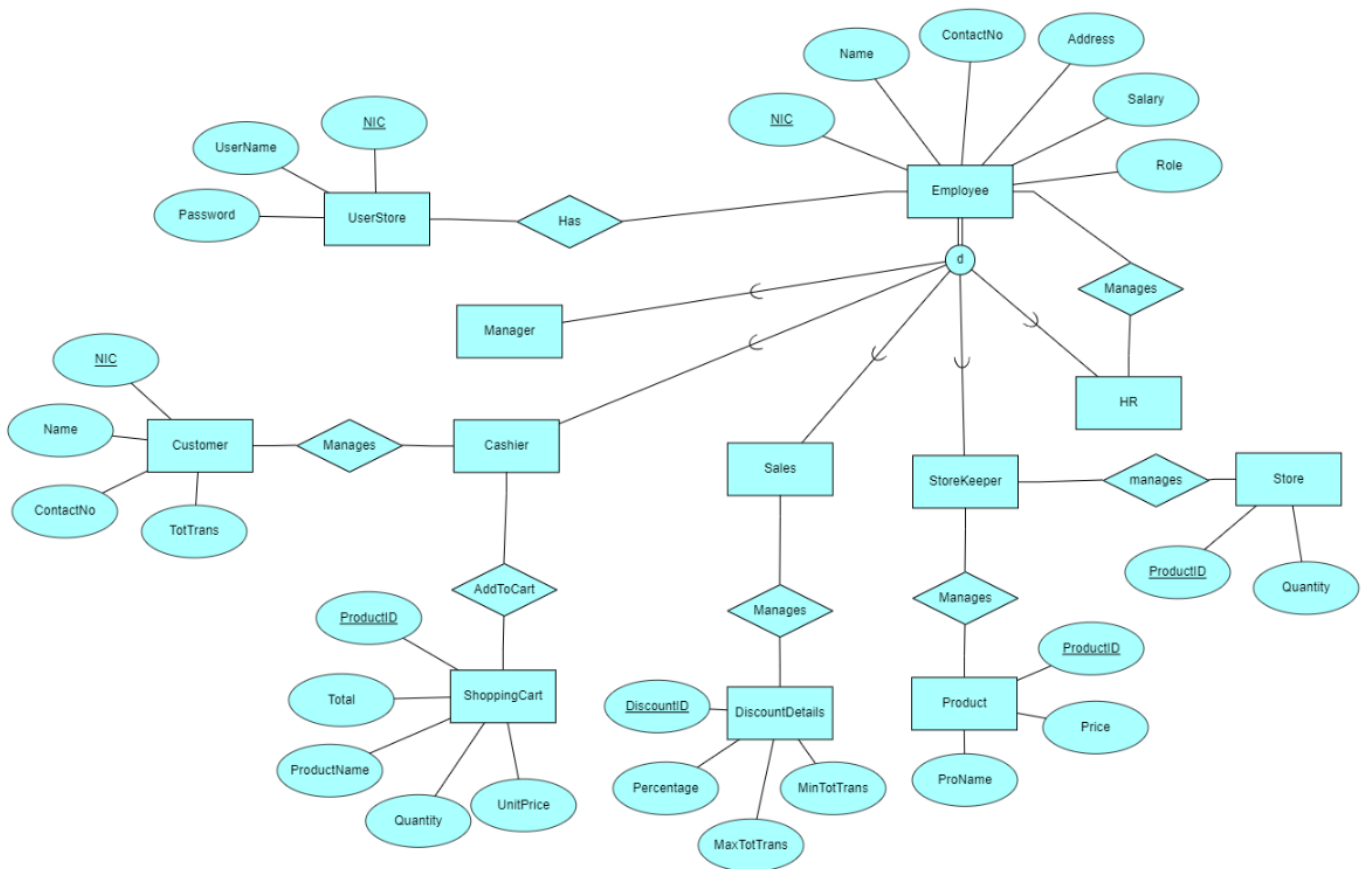 ContactNo
Address
Name
Salary
NIC
NIC
UserName
Role
Employee
Password
UserStore
Has
d
Manages
Manager
NIC
HR
Name
Customer
Manages
Cashier
Sales
StoreKeeper
manages
Store
ContactNo
TotTrans
ProductID
Quantity
AddToCart
Manages
Manages
ProductID
ProductID
Total
ShoppingCart
DiscountID
DiscountDetails
Product
Price
ProductName
Percentage
MinTotTrans
ProName
Quantity
UnitPrice
MaxTotTrans